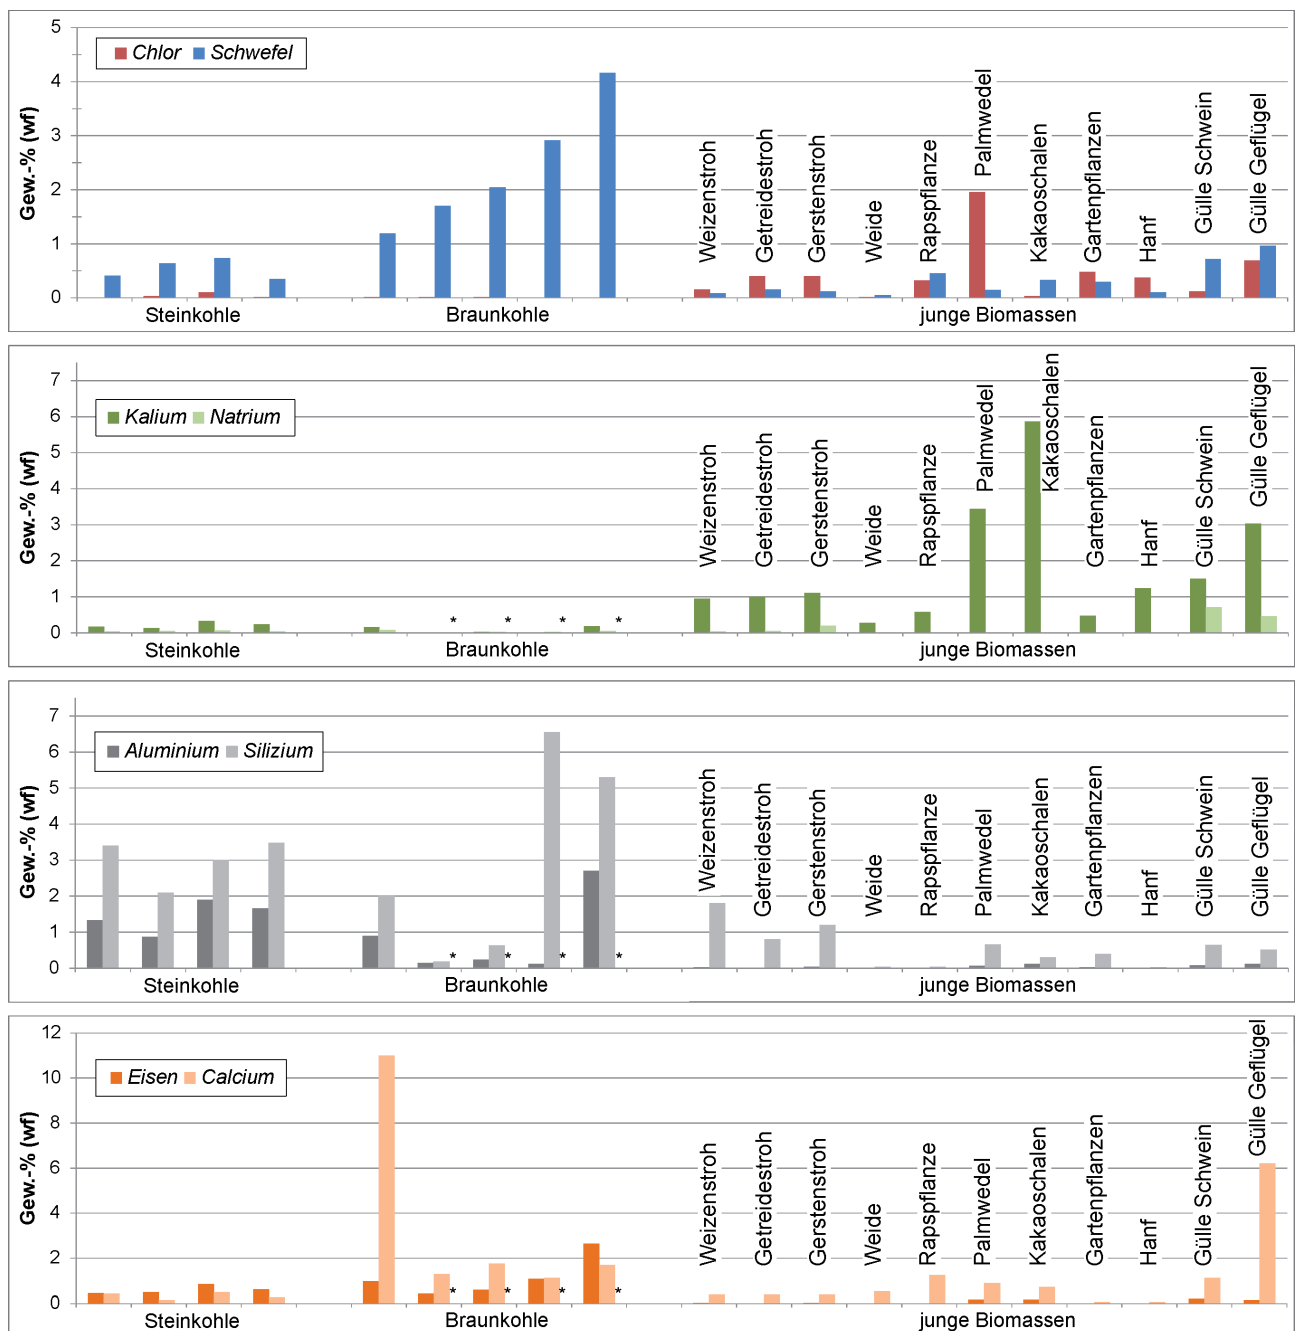 Chlor Schwefel
Gew.-% (wf)
5
4
3
2
1
0
Weizenstroh
Getreidestroh
Gerstenstroh
Weide
Rapspflanze
Palmwedel
Kakaoschalen
Gartenpflanzen
Hanf
Gülle Schwein
Gülle Geflügel
Steinkohle Braunkohle junge Biomassen
Kalium Natrium
Gew.-% (wf)
7
6
5
4
3
2
1
0
* * * *
Weizenstroh
Getreidestroh
Gerstenstroh
Weide
Rapspflanze
Palmwedel
Kakaoschalen
Gartenpflanzen
Hanf
Gülle Schwein
Gülle Geflügel
Steinkohle Braunkohle junge Biomassen
Aluminium Silizium
Gew.-% (wf)
7
6
5
4
3
2
1
0
* * * *
Weizenstroh
Getreidestroh
Gerstenstroh
Weide
Rapspflanze
Palmwedel
Kakaoschalen
Gartenpflanzen
Hanf
Gülle Schwein
Gülle Geflügel
Steinkohle Braunkohle junge Biomassen
Eisen Calcium
Gew.-% (wf)
12
10
8
6
4
2
0
* * * *
Weizenstroh
Getreidestroh
Gerstenstroh
Weide
Rapspflanze
Palmwedel
Kakaoschalen
Gartenpflanzen
Hanf
Gülle Schwein
Gülle Geflügel
Steinkohle Braunkohle junge Biomassen